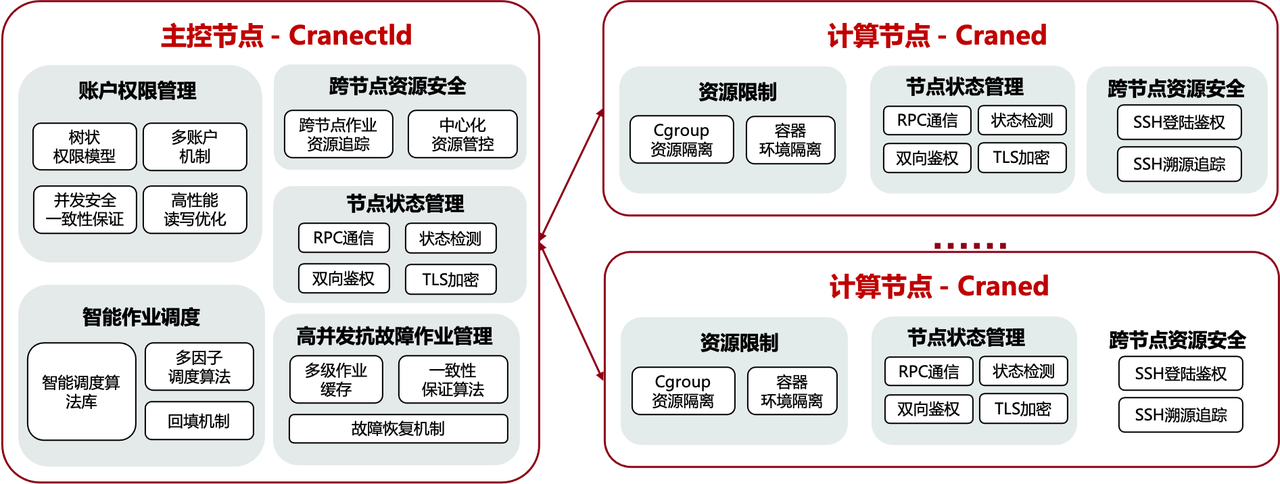 主控节点 - Cranectld
账户权限管理
树状
权限模型
多账户
机制
并发安全
一致性保证
高性能
读写优化
跨节点资源安全
跨节点作业
资源追踪
中心化
资源管控
节点状态管理
RPC通信
状态检测
双向鉴权
TLS加密
智能作业调度
智能调度算
法库
多因子
调度算法
回填机制
高并发抗故障作业管理
多级作业
缓存
一致性
保证算法
故障恢复机制
计算节点 - Craned
资源限制
Cgroup
资源隔离
容器
环境隔离
节点状态管理
RPC通信
状态检测
双向鉴权
TLS加密
跨节点资源安全
SSH登陆鉴权
SSH溯源追踪
······
计算节点 - Craned
资源限制
Cgroup
资源隔离
容器
环境隔离
节点状态管理
RPC通信
状态检测
双向鉴权
TLS加密
跨节点资源安全
SSH登陆鉴权
SSH溯源追踪